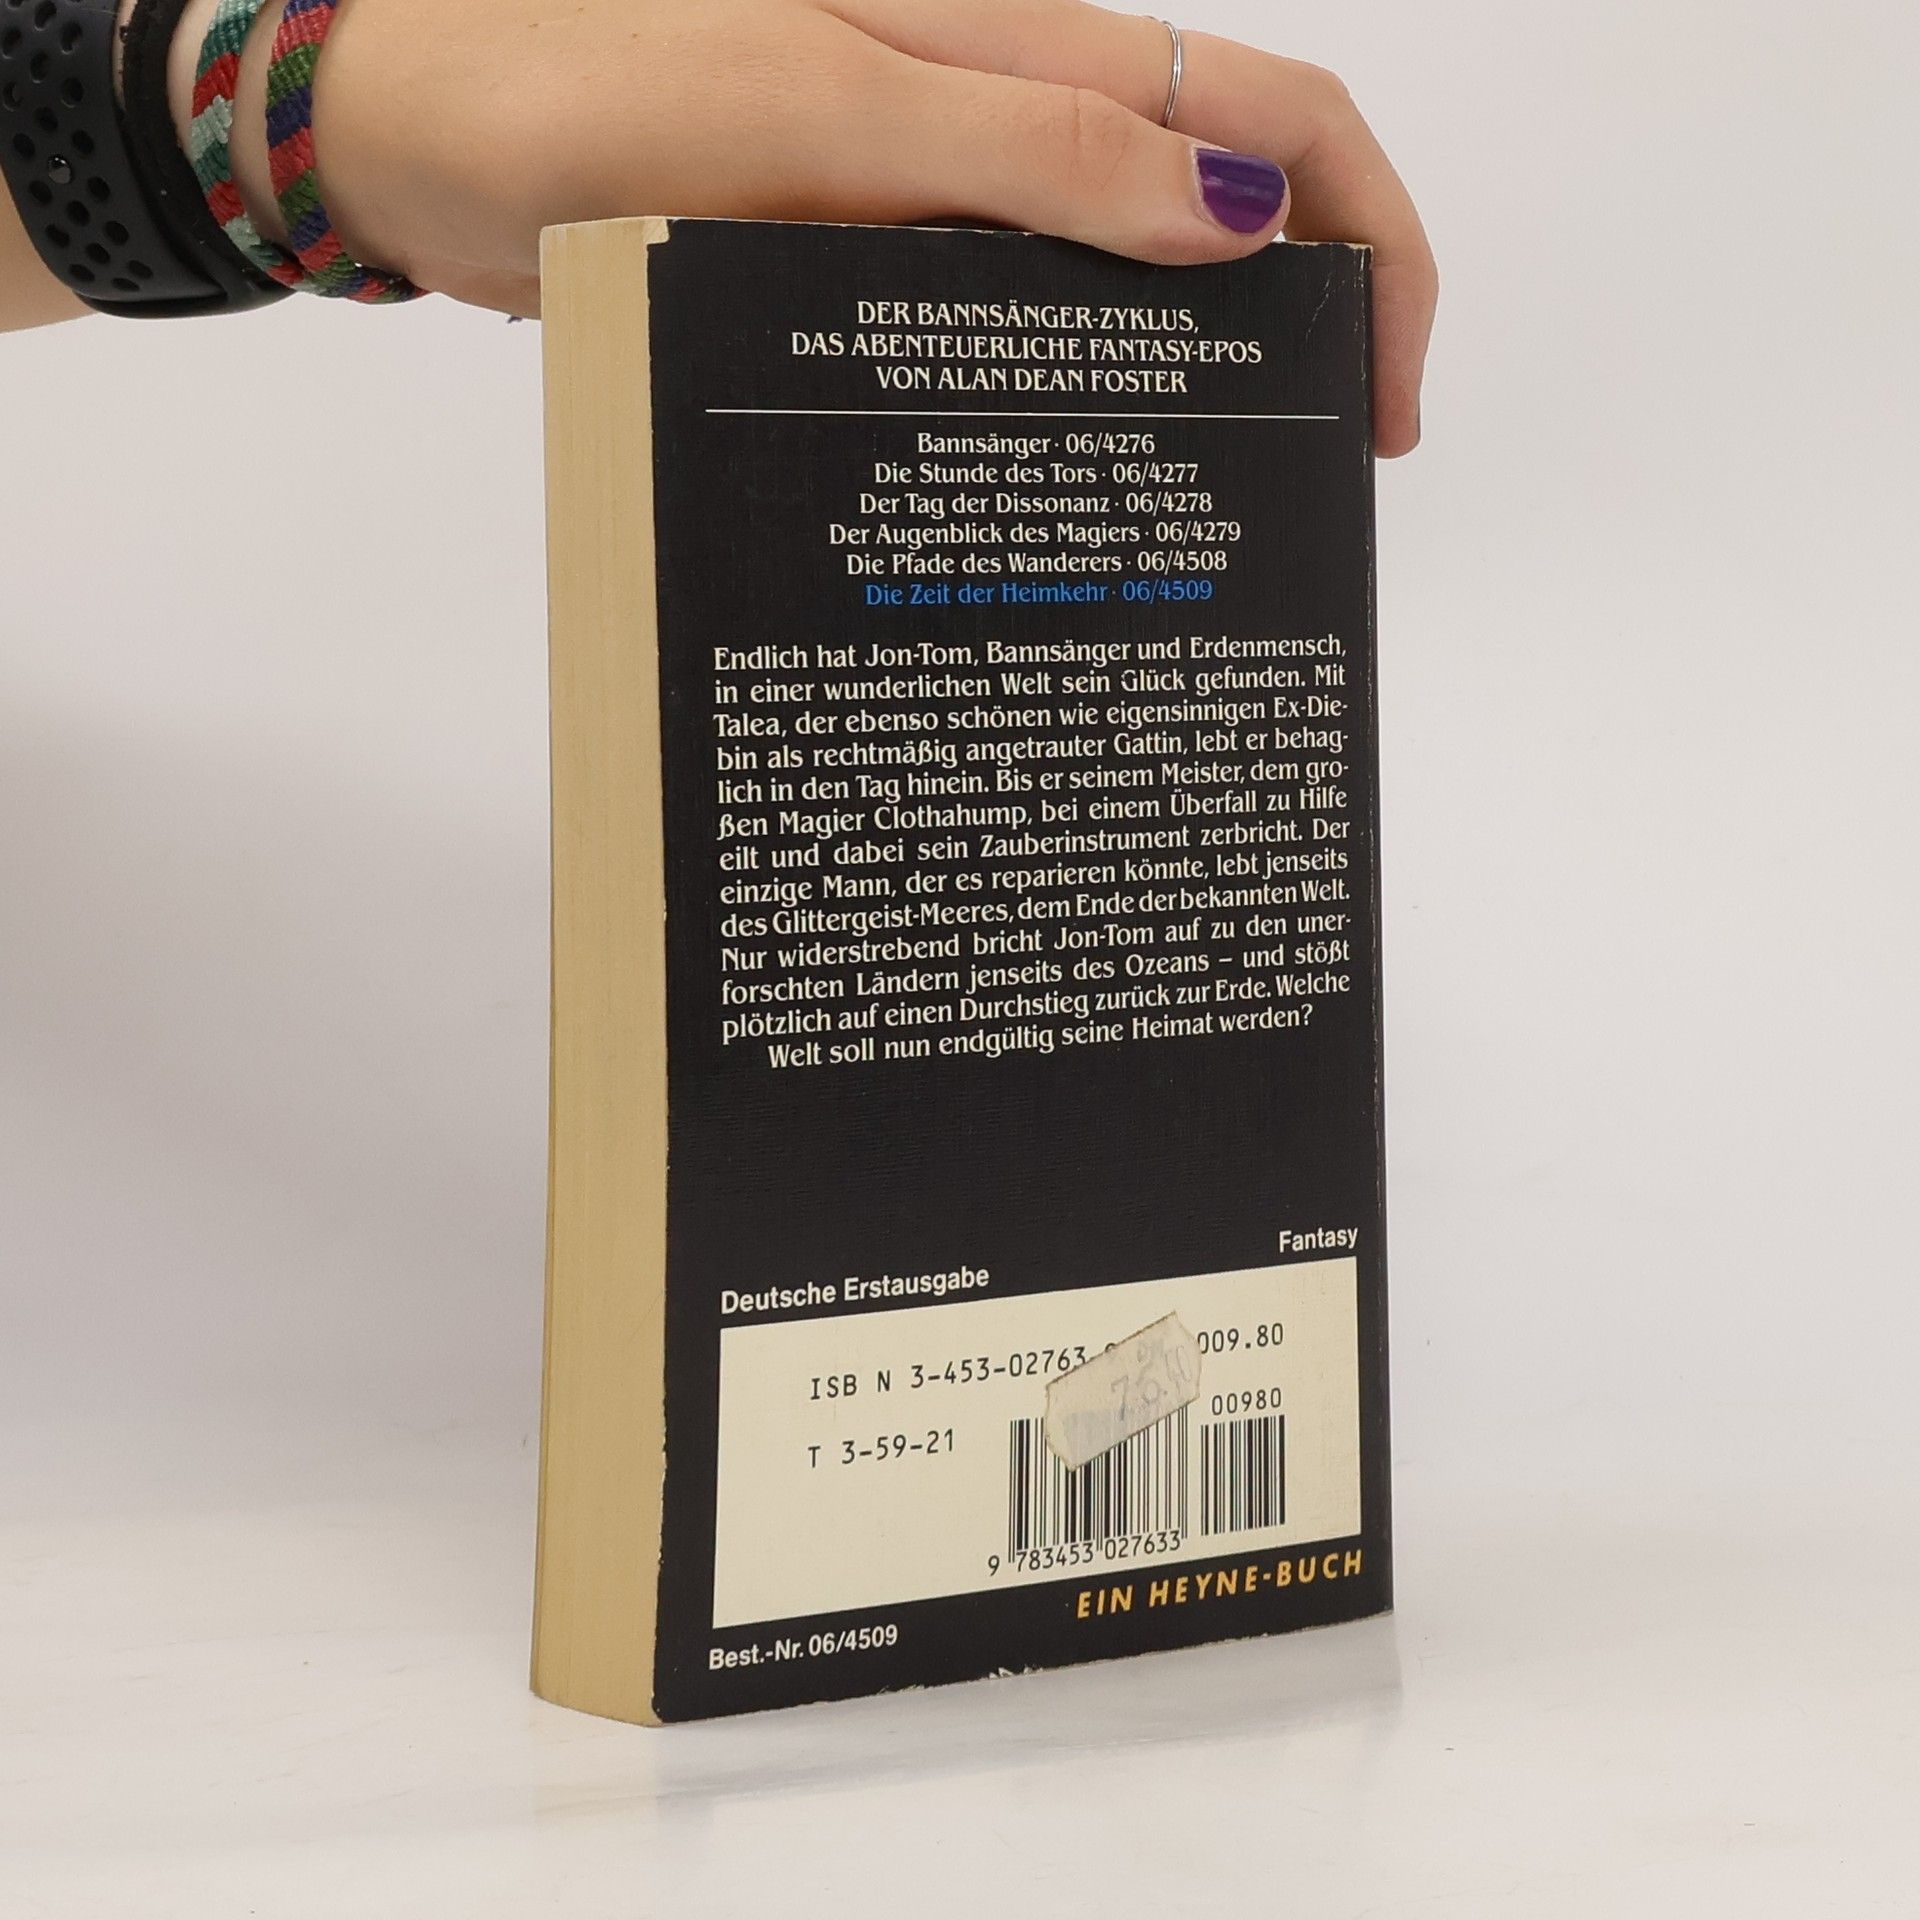 DER BANNSÄNGER-ZYKLUS,
DAS ABENTEUERLICHE FANTASY-EPOS
VON ALAN DEAN FOSTER
Bannsänger · 06/4276
Die Stunde des Tors · 06/4277
Der Tag der Dissonanz · 06/4278
Der Augenblick des Magiers · 06/4279
Die Pfade des Wanderers · 06/4508
Die Zeit der Heimkehr · 06/4509
Endlich hat Jon-Tom, Bannsänger und Erdenmensch,
in einer wunderlichen Welt sein Glück gefunden. Mit
Talea, der ebenso schönen wie eigensinnigen Ex-Die-
bin als rechtmäßig angetrauter Gattin, lebt er behag-
lich in den Tag hinein. Bis er seinem Meister, dem gro-
ßen Magier Clothahump, bei einem Überfall zu Hilfe
eilt und dabei sein Zauberinstrument zerbricht. Der
einzige Mann, der es reparieren könnte, lebt jenseits
des Glittergeist-Meeres, dem Ende der bekannten Welt.
Nur widerstrebend bricht Jon-Tom auf zu den uner-
forschten Ländern jenseits des Ozeans – und stößt
plötzlich auf einen Durchstieg zurück zur Erde. Welche
Welt soll nun endgültig seine Heimat werden?
Fantasy
Deutsche Erstausgabe
ISB N 3-453-02763- 009.80
00980
T 3-59-21
9 783453 027633
EIN HEYNE-BUCH
Best.-Nr. 06/4509